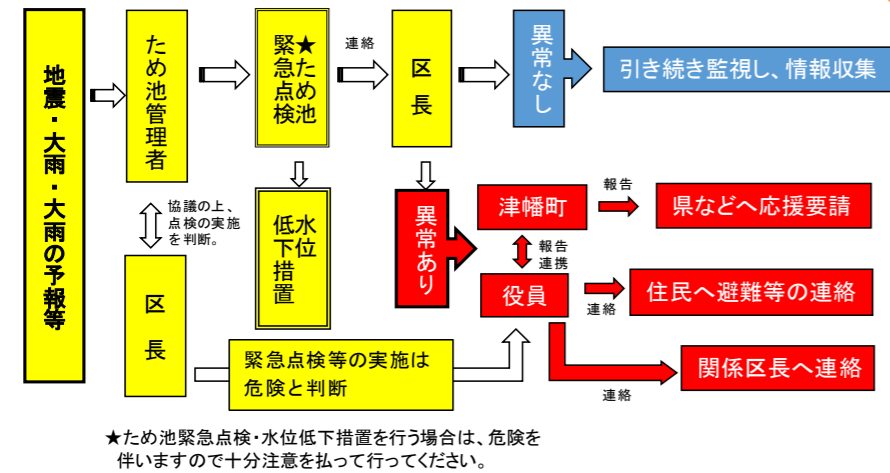 地震・大雨・大雨の予報等
ため池管理者
★ため池
緊急点検
連絡
区長
異常なし
引き続き監視し、情報収集
協議の上、
点検の実施
を判断。
区長
水位
低下措置
異常あり
津幡町
報告
県などへ応援要請
報告
連携
役員
連絡
住民へ避難等の連絡
緊急点検等の実施は
危険と判断
連絡
関係区長へ連絡
★ため池緊急点検・水位低下措置を行う場合は、危険を
伴いますので十分注意を払って行ってください。